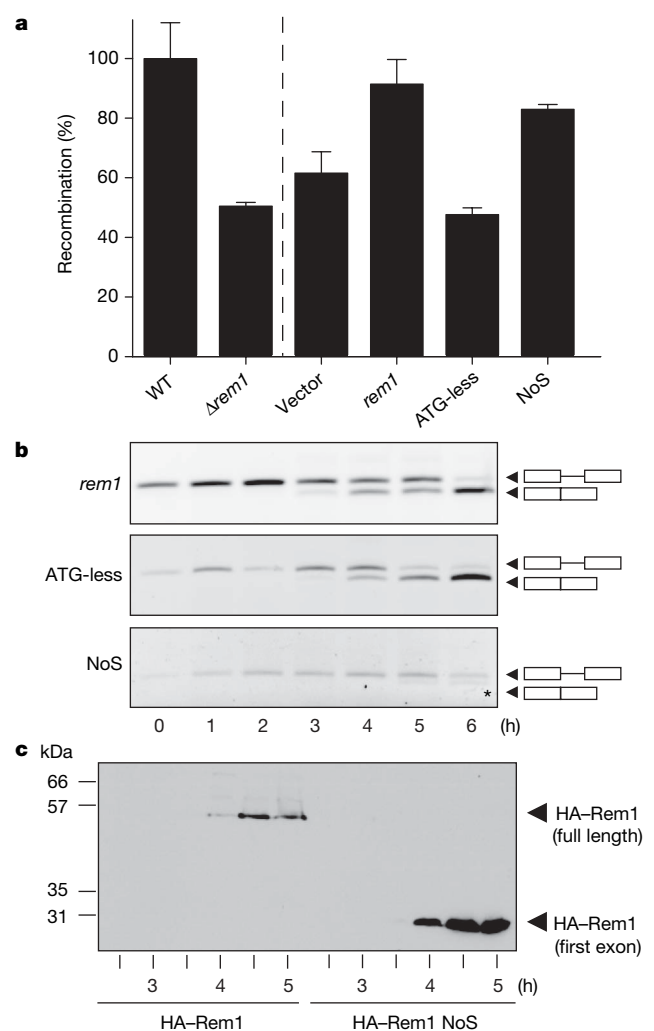 a
Recombination (%)
100
80
60
40
20
0
WT
Δrem1
Vector
rem1
ATG-less
NoS
b
rem1
ATG-less
NoS
*
0 1 2 3 4 5 6 (h)
c kDa
66
57
35
31
HA–Rem1
(full length)
HA–Rem1
(first exon)
3 4 5 3 4 5 (h)
HA–Rem1 HA–Rem1 NoS